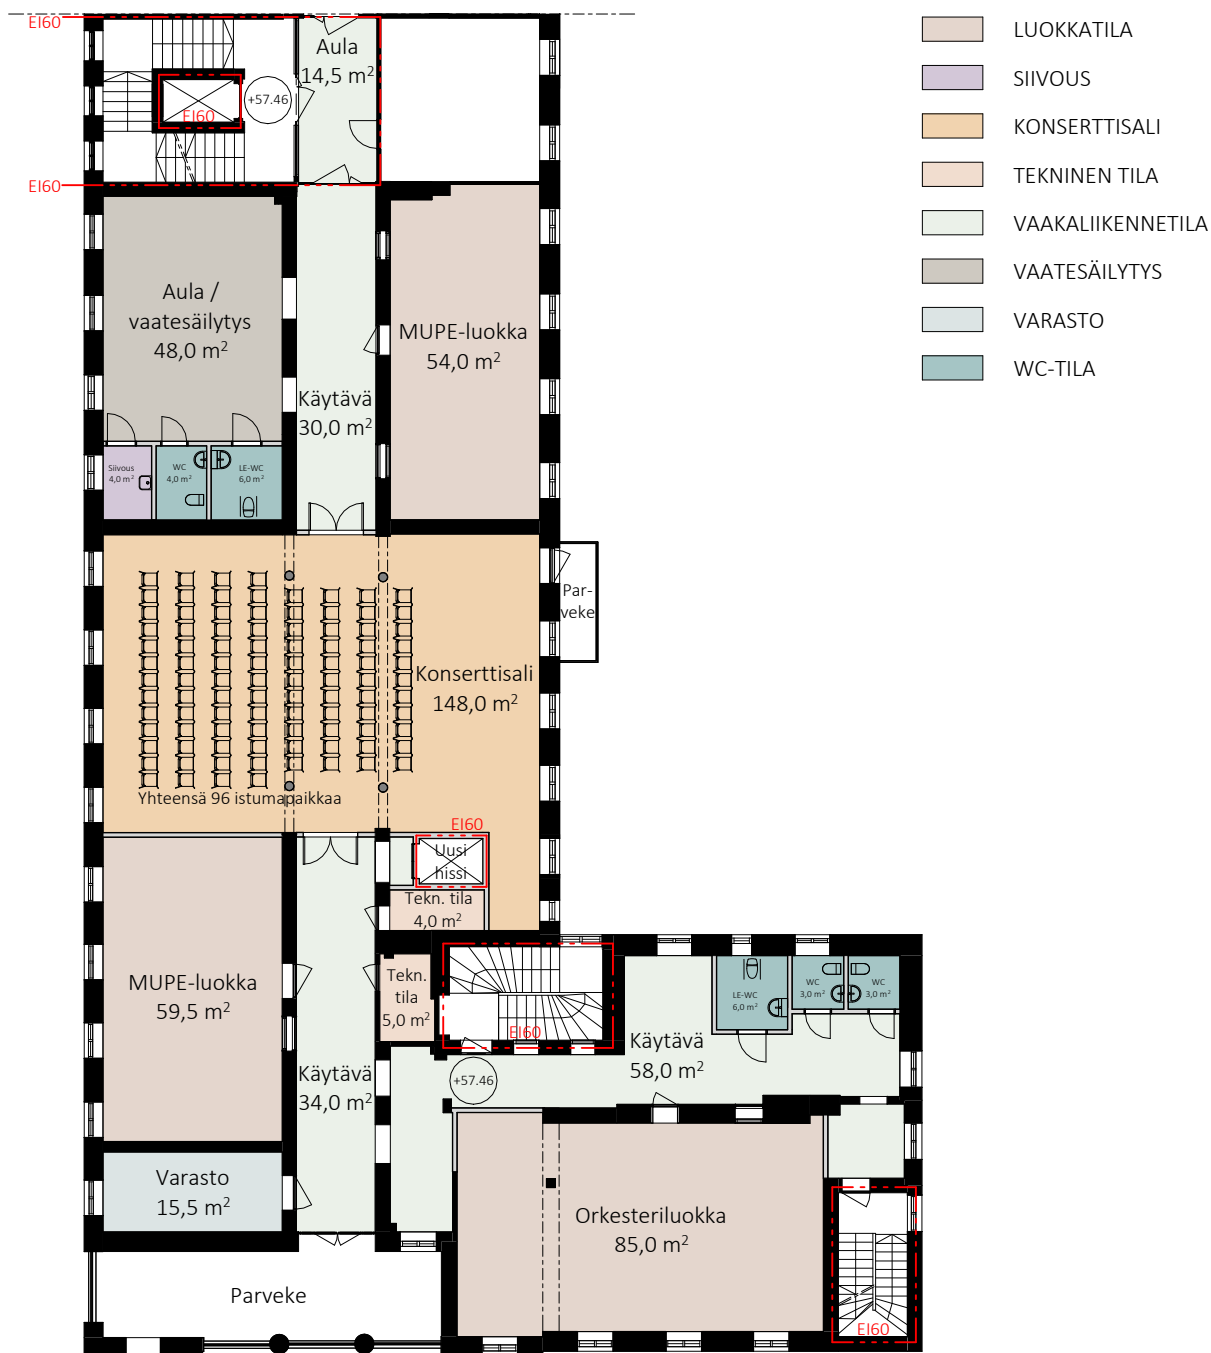 EI60
Aula
14,5 m²
EI60
+57.46
EI60
LUOKKATILA
SIIVOUS
KONSERTTISALI
TEKNINEN TILA
VAAKALIIKENNETILA
VAATESÄILYTYS
VARASTO
WC-TILA
Aula /
vaatesäilytys
48,0 m²
MUPE-luokka
54,0 m²
Käytävä
30,0 m²
Siivous
4,0 m²
WC
4,0 m²
LE-WC
6,0 m²
Par-
veke
Konserttisali
148,0 m²
Yhteensä 96 istumapaikkaa
EI60
Uusi
hissi
Tekn. tila
4,0 m²
MUPE-luokka
59,5 m²
Tekn.
tila
5,0 m²
EI60
LE-WC
6,0 m²
WC
3,0 m²
WC
3,0 m²
Käytävä
58,0 m²
Käytävä
34,0 m²
+57.46
Varasto
15,5 m²
Orkesteriluokka
85,0 m²
Parveke
EI60